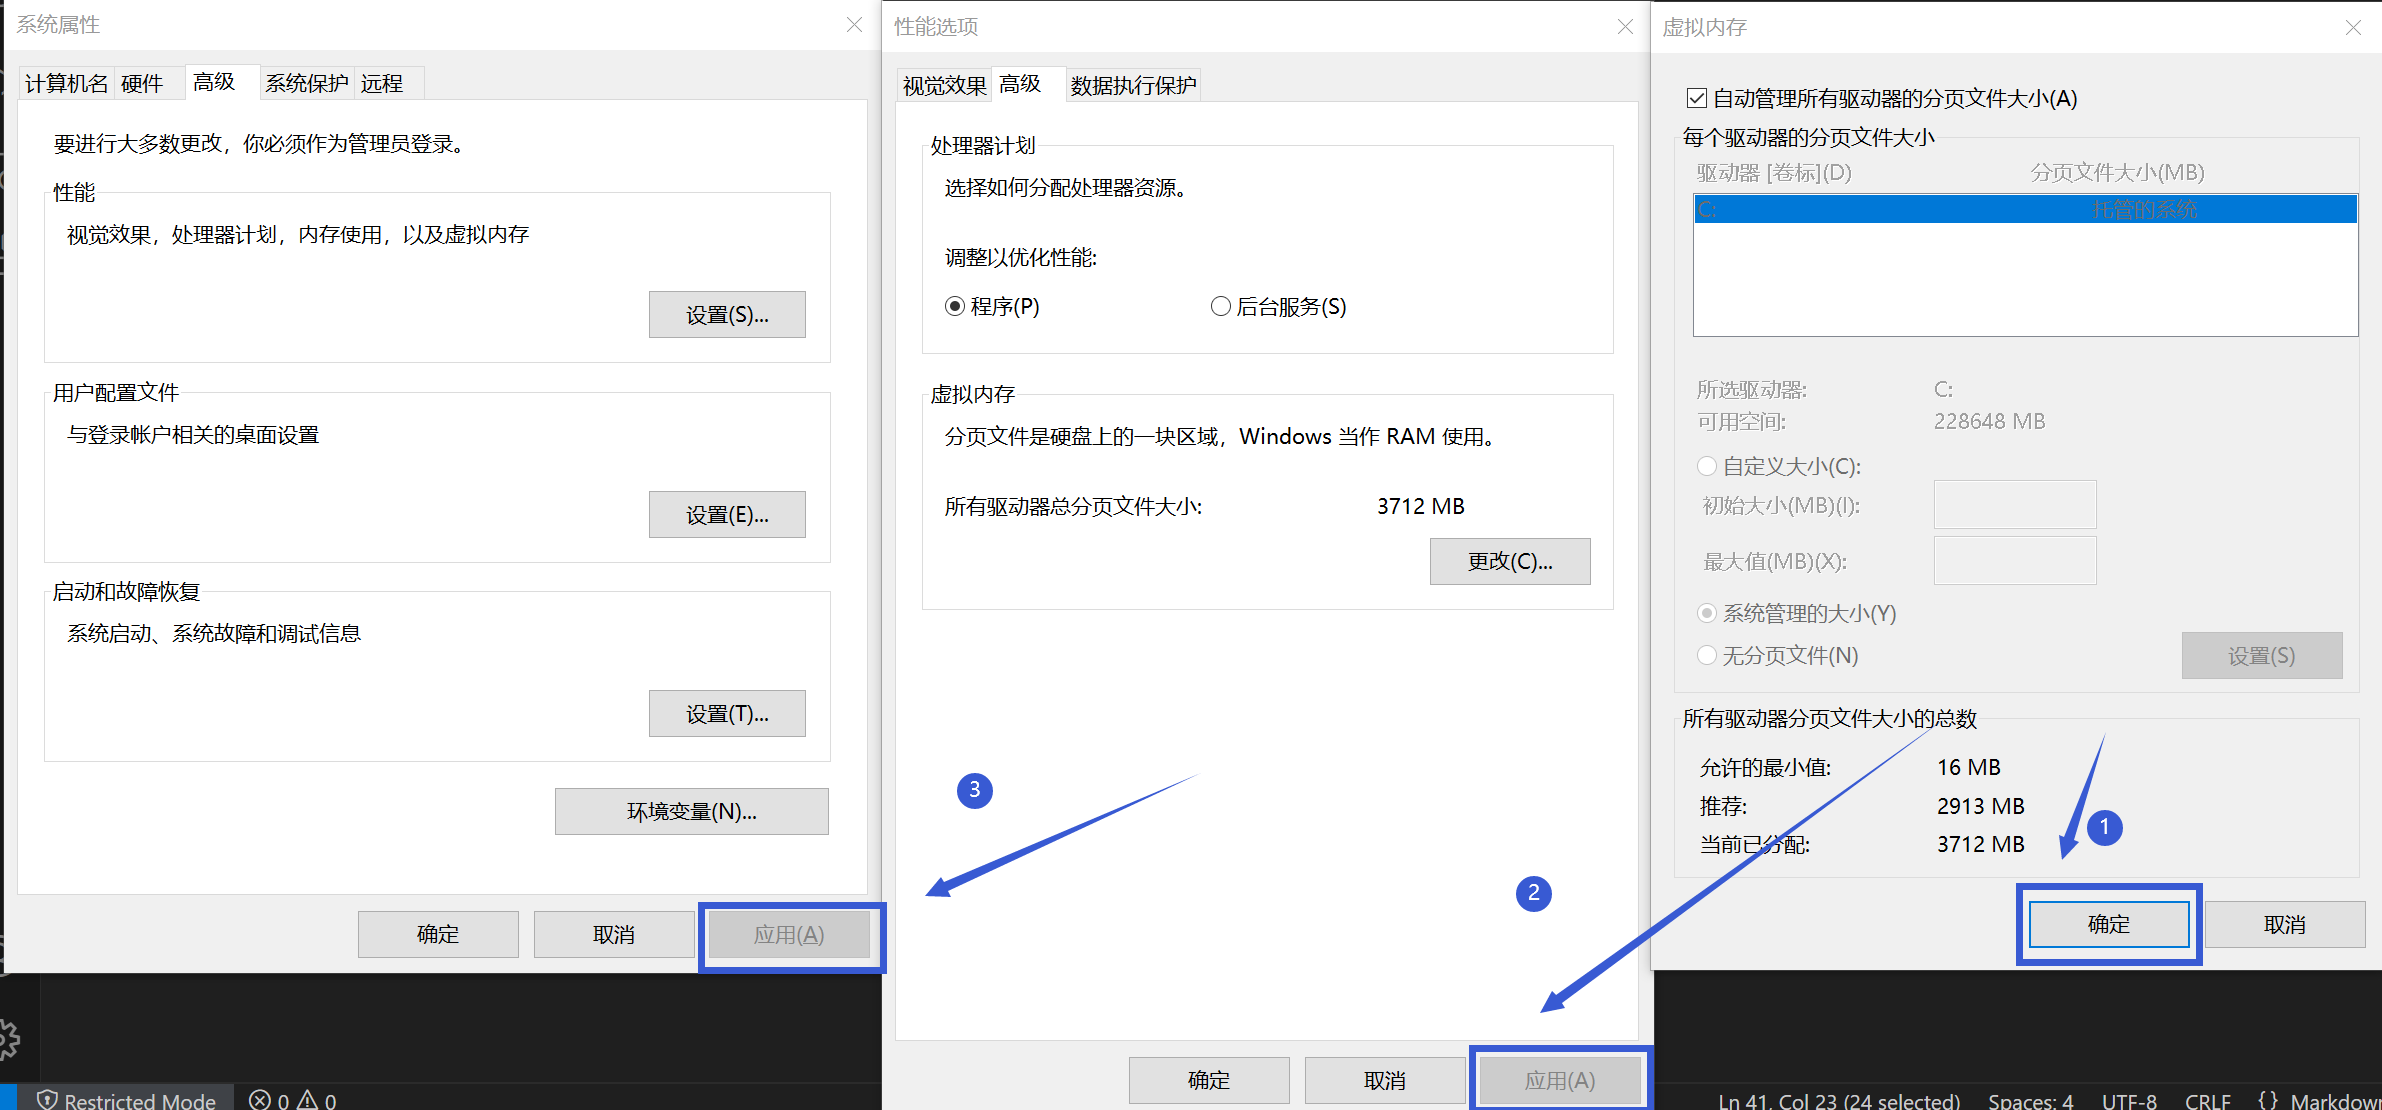 系统属性
计算机名
硬件
高级
系统保护
远程
要进行大多数更改，你必须作为管理员登录。
性能
视觉效果，处理器计划，内存使用，以及虚拟内存
设置(S)...
用户配置文件
与登录帐户相关的桌面设置
设置(E)...
启动和故障恢复
系统启动、系统故障和调试信息
设置(T)...
环境变量(N)...
确定
取消
应用(A)
性能选项
视觉效果
高级
数据执行保护
处理器计划
选择如何分配处理器资源。
调整以优化性能:
程序(P)
后台服务(S)
虚拟内存
分页文件是硬盘上的一块区域，Windows 当作 RAM 使用。
所有驱动器总分页文件大小:
3712 MB
更改(C)...
3
2
确定
取消
应用(A)
虚拟内存
自动管理所有驱动器的分页文件大小(A)
每个驱动器的分页文件大小
驱动器 [卷标](D)
分页文件大小(MB)
C:
托管的系统
所选驱动器:
C:
可用空间:
228648 MB
自定义大小(C):
初始大小(MB)(I):
最大值(MB)(X):
系统管理的大小(Y)
无分页文件(N)
设置(S)
所有驱动器分页文件大小的总数
允许的最小值:
16 MB
推荐:
2913 MB
当前已分配:
3712 MB
1
确定
取消
Restricted Mode
0
0
Ln 41, Col 23 (24 selected)
Spaces: 4
UTF-8
CRLF
{ }
Markdown